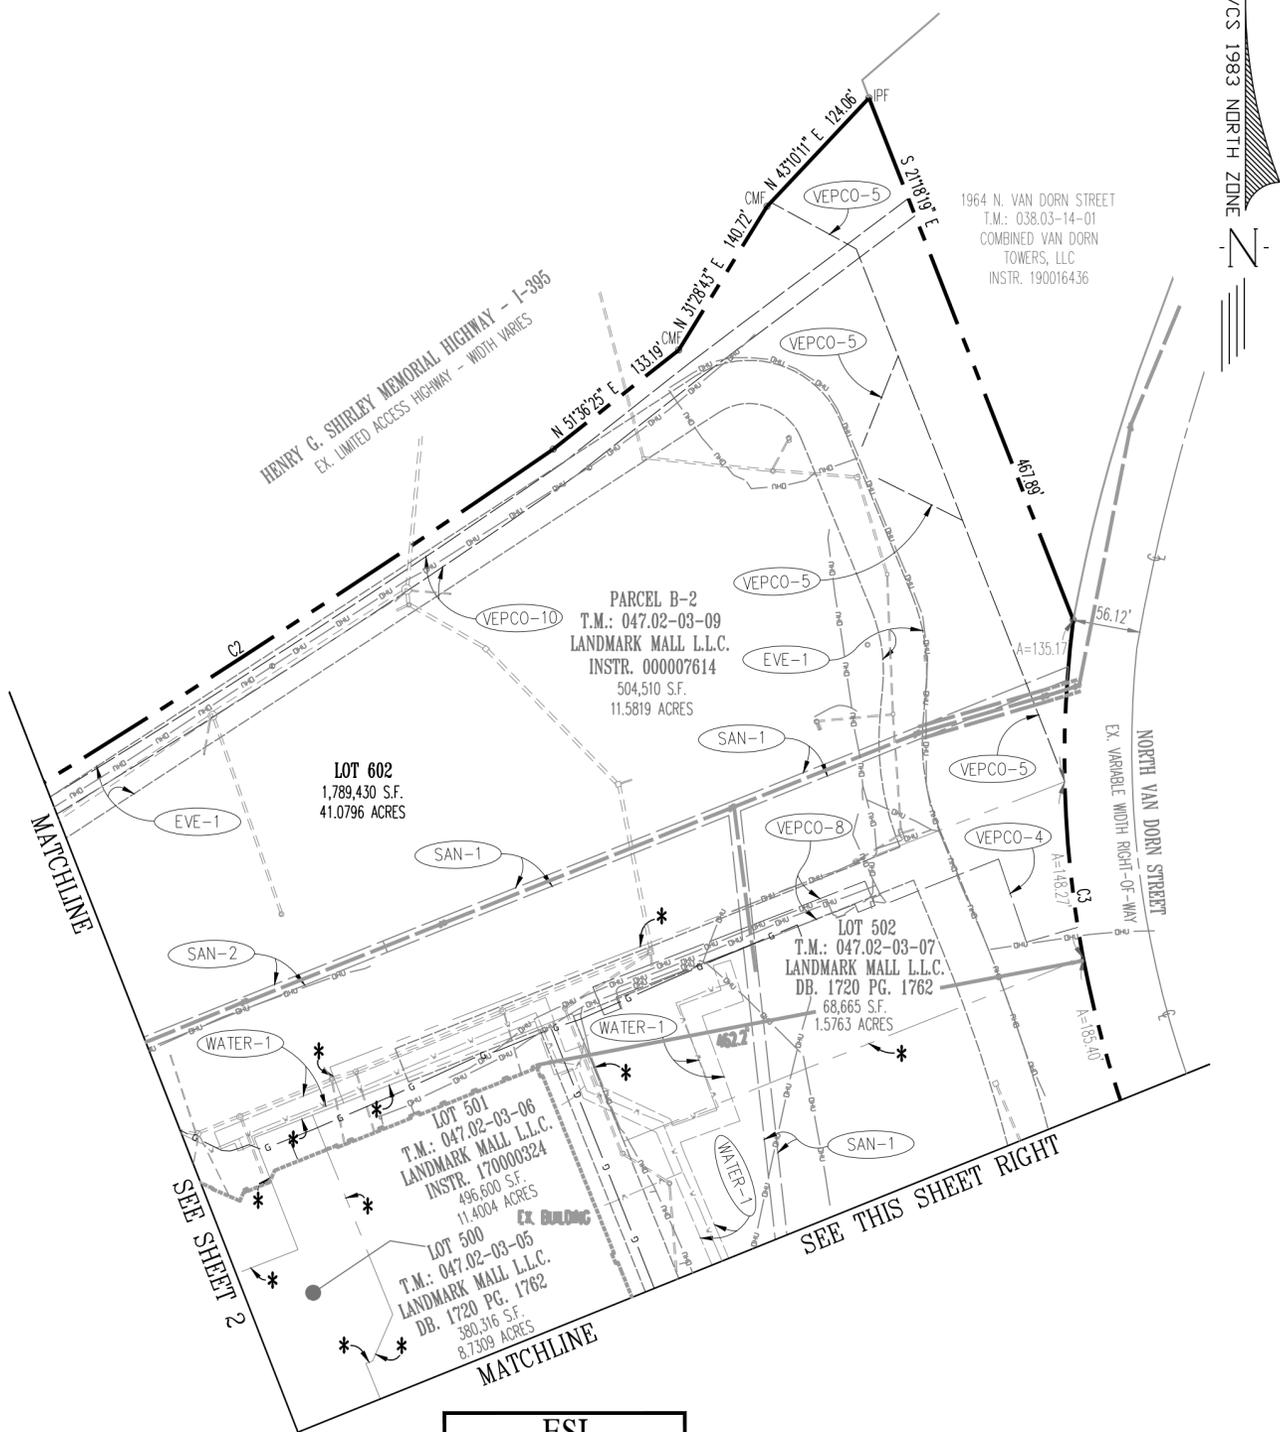 VCS 1983 NORTH ZONE
N
IPF
N 43°10'11" E 124.06'
CMF
VEPCO-5
S 21°18'19" E
467.89'
1964 N. VAN DORN STREET
T.M.: 038.03-14-01
COMBINED VAN DORN
TOWERS, LLC
INSTR. 190016436
N 31°28'43" E 140.72'
CMF
HENRY G. SHIRLEY MEMORIAL HIGHWAY - I-395
EX. LIMITED ACCESS HIGHWAY - WIDTH VARIES
N 51°36'25" E 133.19'
VEPCO-5
VEPCO-5
VEPCO-10
C2
PARCEL B-2
T.M.: 047.02-03-09
LANDMARK MALL L.L.C.
INSTR. 000007614
504,510 S.F.
11.5819 ACRES
EVE-1
56.12'
A=135.17'
SAN-1
VEPCO-5
NORTH VAN DORN STREET
EX. VARIABLE WIDTH RIGHT-OF-WAY
LOT 602
1,789,430 S.F.
41.0796 ACRES
EVE-1
MATCHLINE
SAN-1
VEPCO-8
VEPCO-4
A=148.27'
C3
SAN-2
LOT 502
T.M.: 047.02-03-07
LANDMARK MALL L.L.C.
DB. 1720 PG. 1762
68,665 S.F.
1.5763 ACRES
WATER-1
WATER-1
462.2'
A=185.40'
LOT 501
T.M.: 047.02-03-06
LANDMARK MALL L.L.C.
INSTR. 170000324
496,600 S.F.
11.4004 ACRES
EX. BUILDING
WATER-1
SAN-1
SEE THIS SHEET RIGHT
SEE SHEET 2
LOT 500
T.M.: 047.02-03-05
LANDMARK MALL L.L.C.
DB. 1720 PG. 1762
380,316 S.F.
8.7309 ACRES
MATCHLINE
ESI